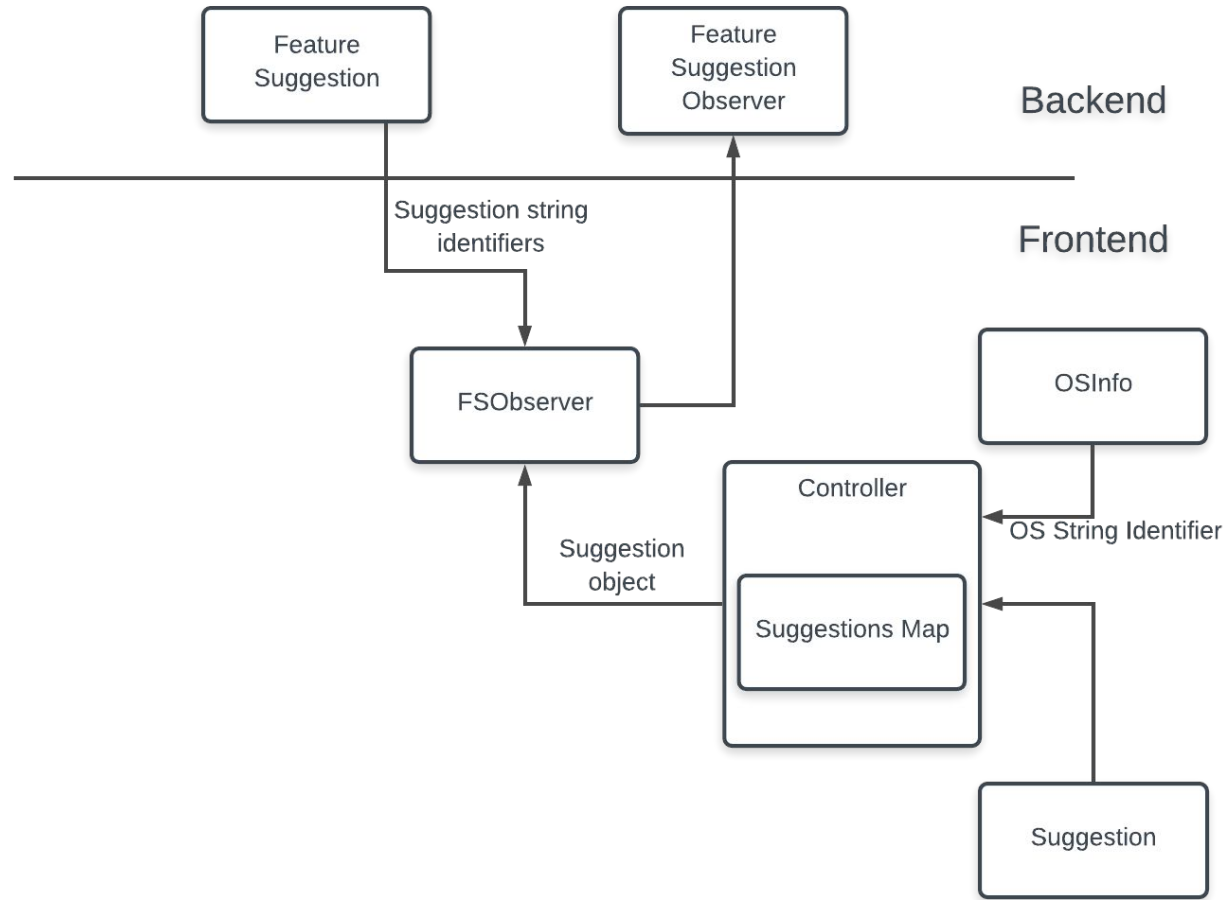 Feature
Suggestion
Feature
Suggestion
Observer
Backend
Suggestion string
identifiers
Frontend
FSObserver
OSInfo
Controller
OS String Identifier
Suggestion
object
Suggestions Map
Suggestion